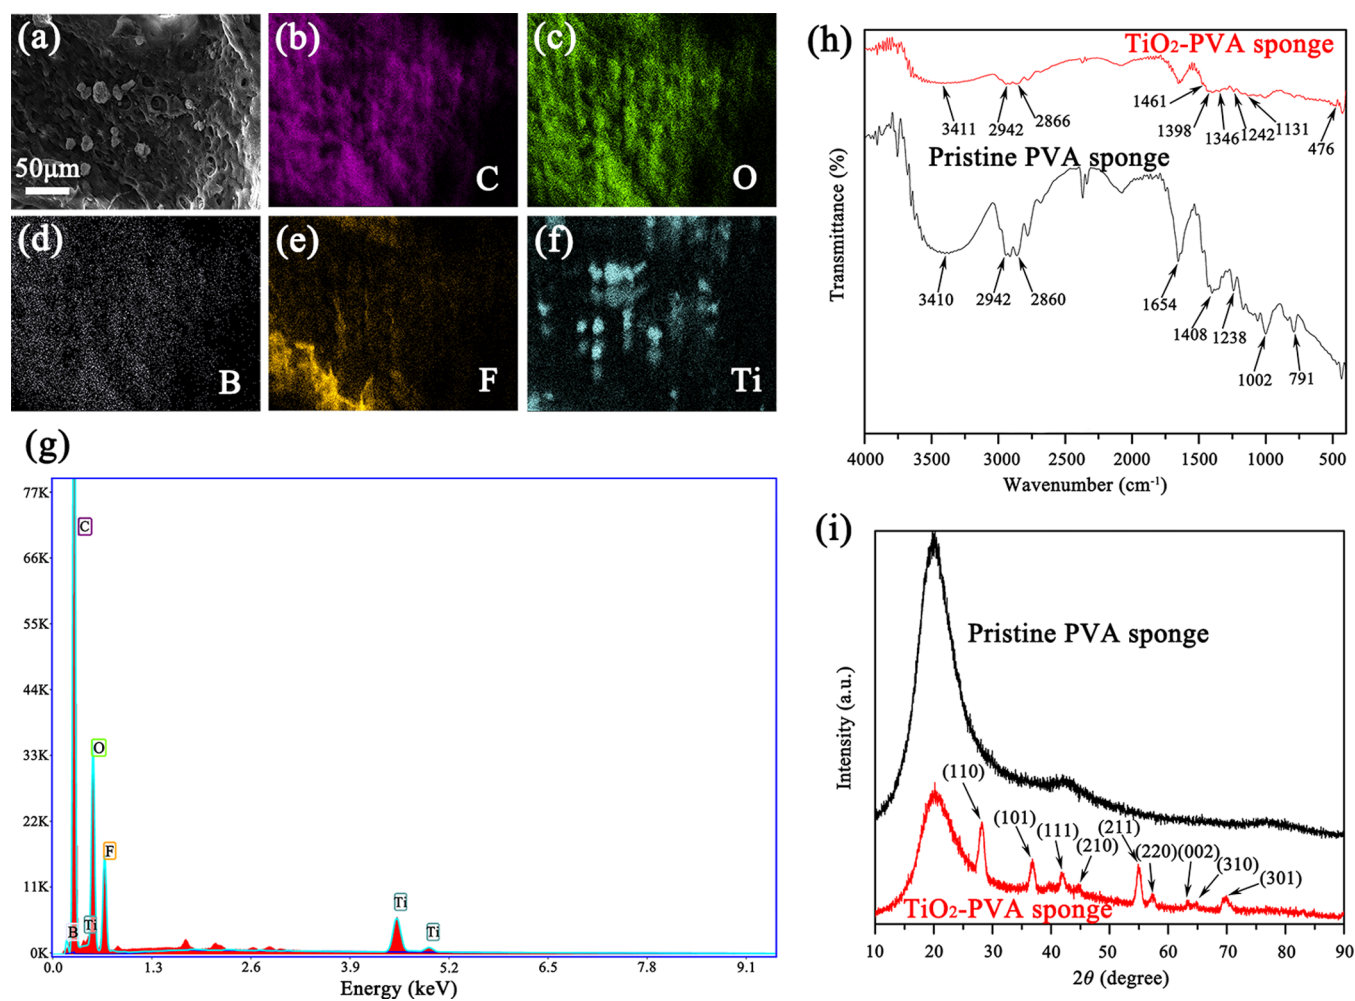 (a)
50μm
(b)
C
(c)
O
(d)
B
(e)
F
(f)
Ti
(g)
77K
66K
55K
44K
33K
22K
11K
0K
C
O
F
B
Ti
Ti
Ti
0.0 1.3 2.6 3.9 5.2 6.5 7.8 9.1
Energy (keV)
(h)
TiO₂-PVA sponge
3411 2942 2866 1461 1398 1346 1242 1131 476
Pristine PVA sponge
3410 2942 2860 1654 1408 1238 1002 791
Transmittance (%)
4000 3500 3000 2500 2000 1500 1000 500
Wavenumber (cm⁻¹)
(i)
Pristine PVA sponge
(110) (101) (111) (210) (211) (220) (002) (310) (301)
TiO₂-PVA sponge
Intensity (a.u.)
10 20 30 40 50 60 70 80 90
2θ (degree)